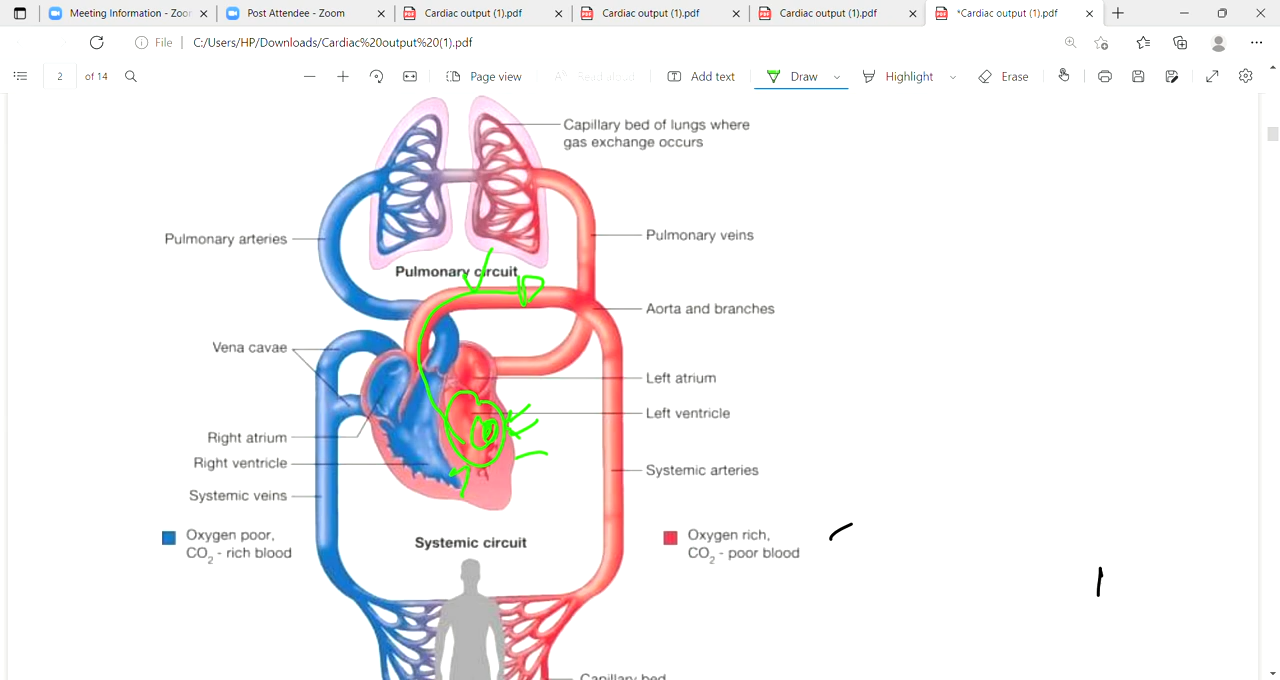 Meeting Information - Zoor
Post Attendee - Zoom
Cardiac output (1).pdf
Cardiac output (1).pdf
Cardiac output (1).pdf
*Cardiac output (1).pdf
File
C:/Users/HP/Downloads/Cardiac%20output%20(1).pdf
2 of 14
Page view
Read aloud
Add text
Draw
Highlight
Erase
Capillary bed of lungs where
gas exchange occurs
Pulmonary arteries
Pulmonary veins
Pulmonary circuit
Aorta and branches
Vena cavae
Left atrium
Left ventricle
Right atrium
Right ventricle
Systemic arteries
Systemic veins
Oxygen poor,
CO2 - rich blood
Systemic circuit
Oxygen rich,
CO2 - poor blood
Capillary bed